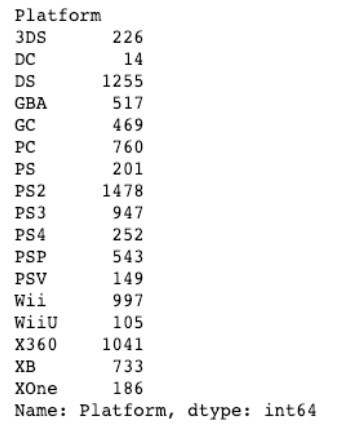 Platform
3DS 226
DC 14
DS 1255
GBA 517
GC 469
PC 760
PS 201
PS2 1478
PS3 947
PS4 252
PSP 543
PSV 149
Wii 997
WiiU 105
X360 1041
XB 733
XOne 186
Name: Platform, dtype: int64